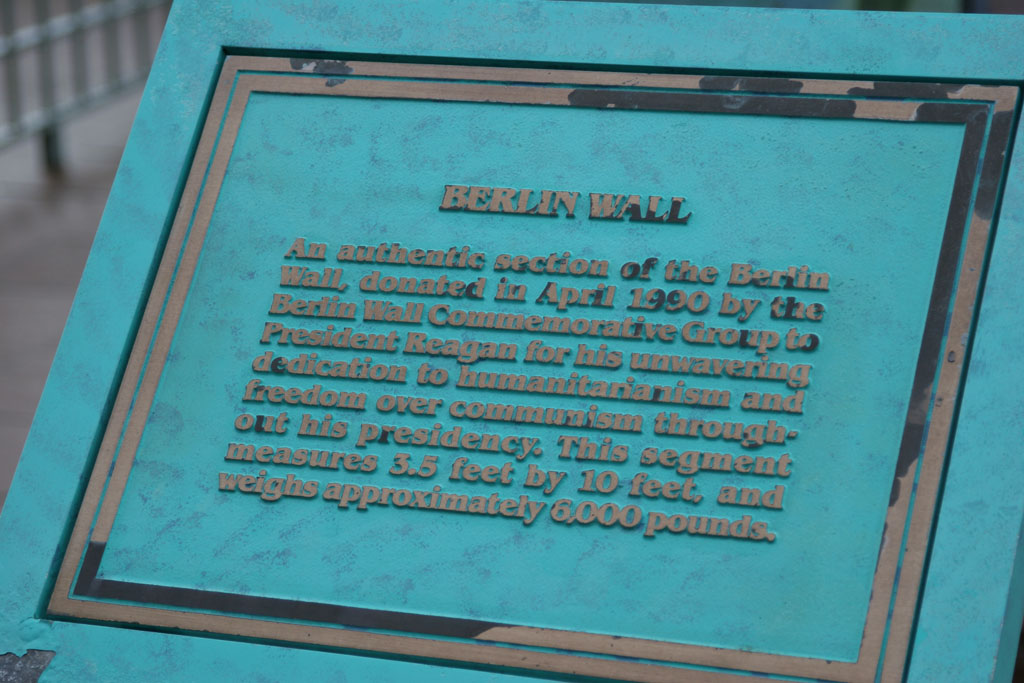 BERLIN WALL
An authentic section of the Berlin
Wall, donated in April 1990 by the
Berlin Wall Commemorative Group to
President Reagan for his unwavering
dedication to humanitarianism and
freedom over communism through-
out his presidency. This segment
measures 3.5 feet by 10 feet, and
weighs approximately 6,000 pounds.